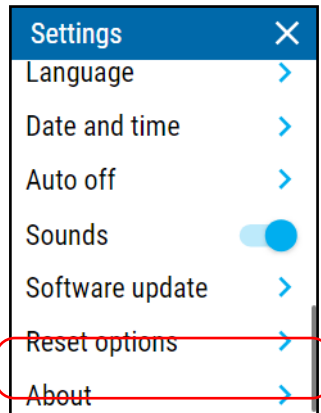 Settings
Language
Date and time
Auto off
Sounds
Software update
Reset options
About